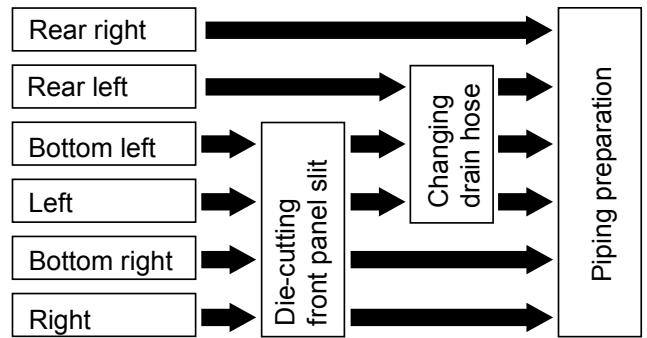 Rear right
Rear left
Bottom left
Left
Bottom right
Right
Die-cutting
front panel slit
Changing
drain hose
Piping preparation